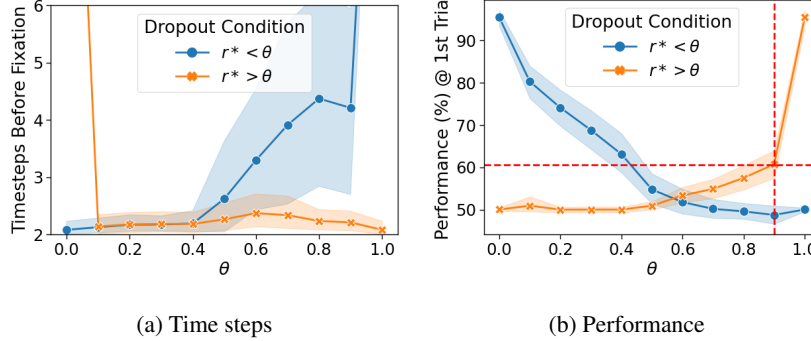 6
5
4
3
2
Timesteps Before Fixation
Dropout Condition
r* < θ
r* > θ
0.0 0.2 0.4 0.6 0.8 1.0
θ
(a) Time steps
90
80
70
60
50
Performance (%) @ 1st Tria
Dropout Condition
r* < θ
r* > θ
0.0 0.2 0.4 0.6 0.8 1.0
θ
(b) Performance